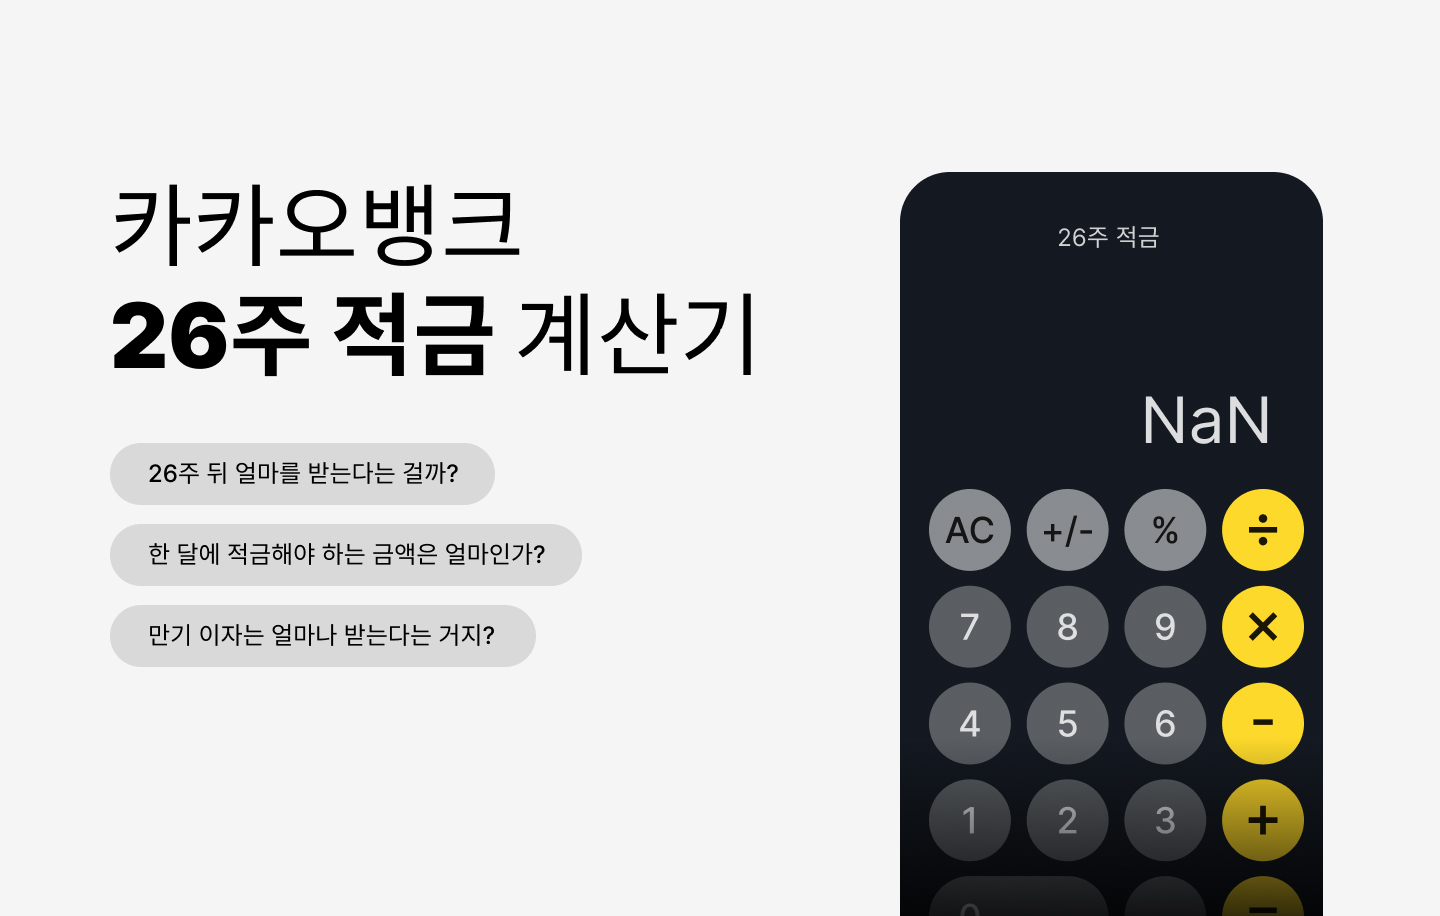 카카오뱅크
26주 적금 계산기
26주 뒤 얼마를 받는다는 걸까?
한 달에 적금해야 하는 금액은 얼마인가?
만기 이자는 얼마나 받는다는 거지?
26주 적금
NaN
AC +/- % ÷
7 8 9 ×
4 5 6 -
1 2 3 +
0 =